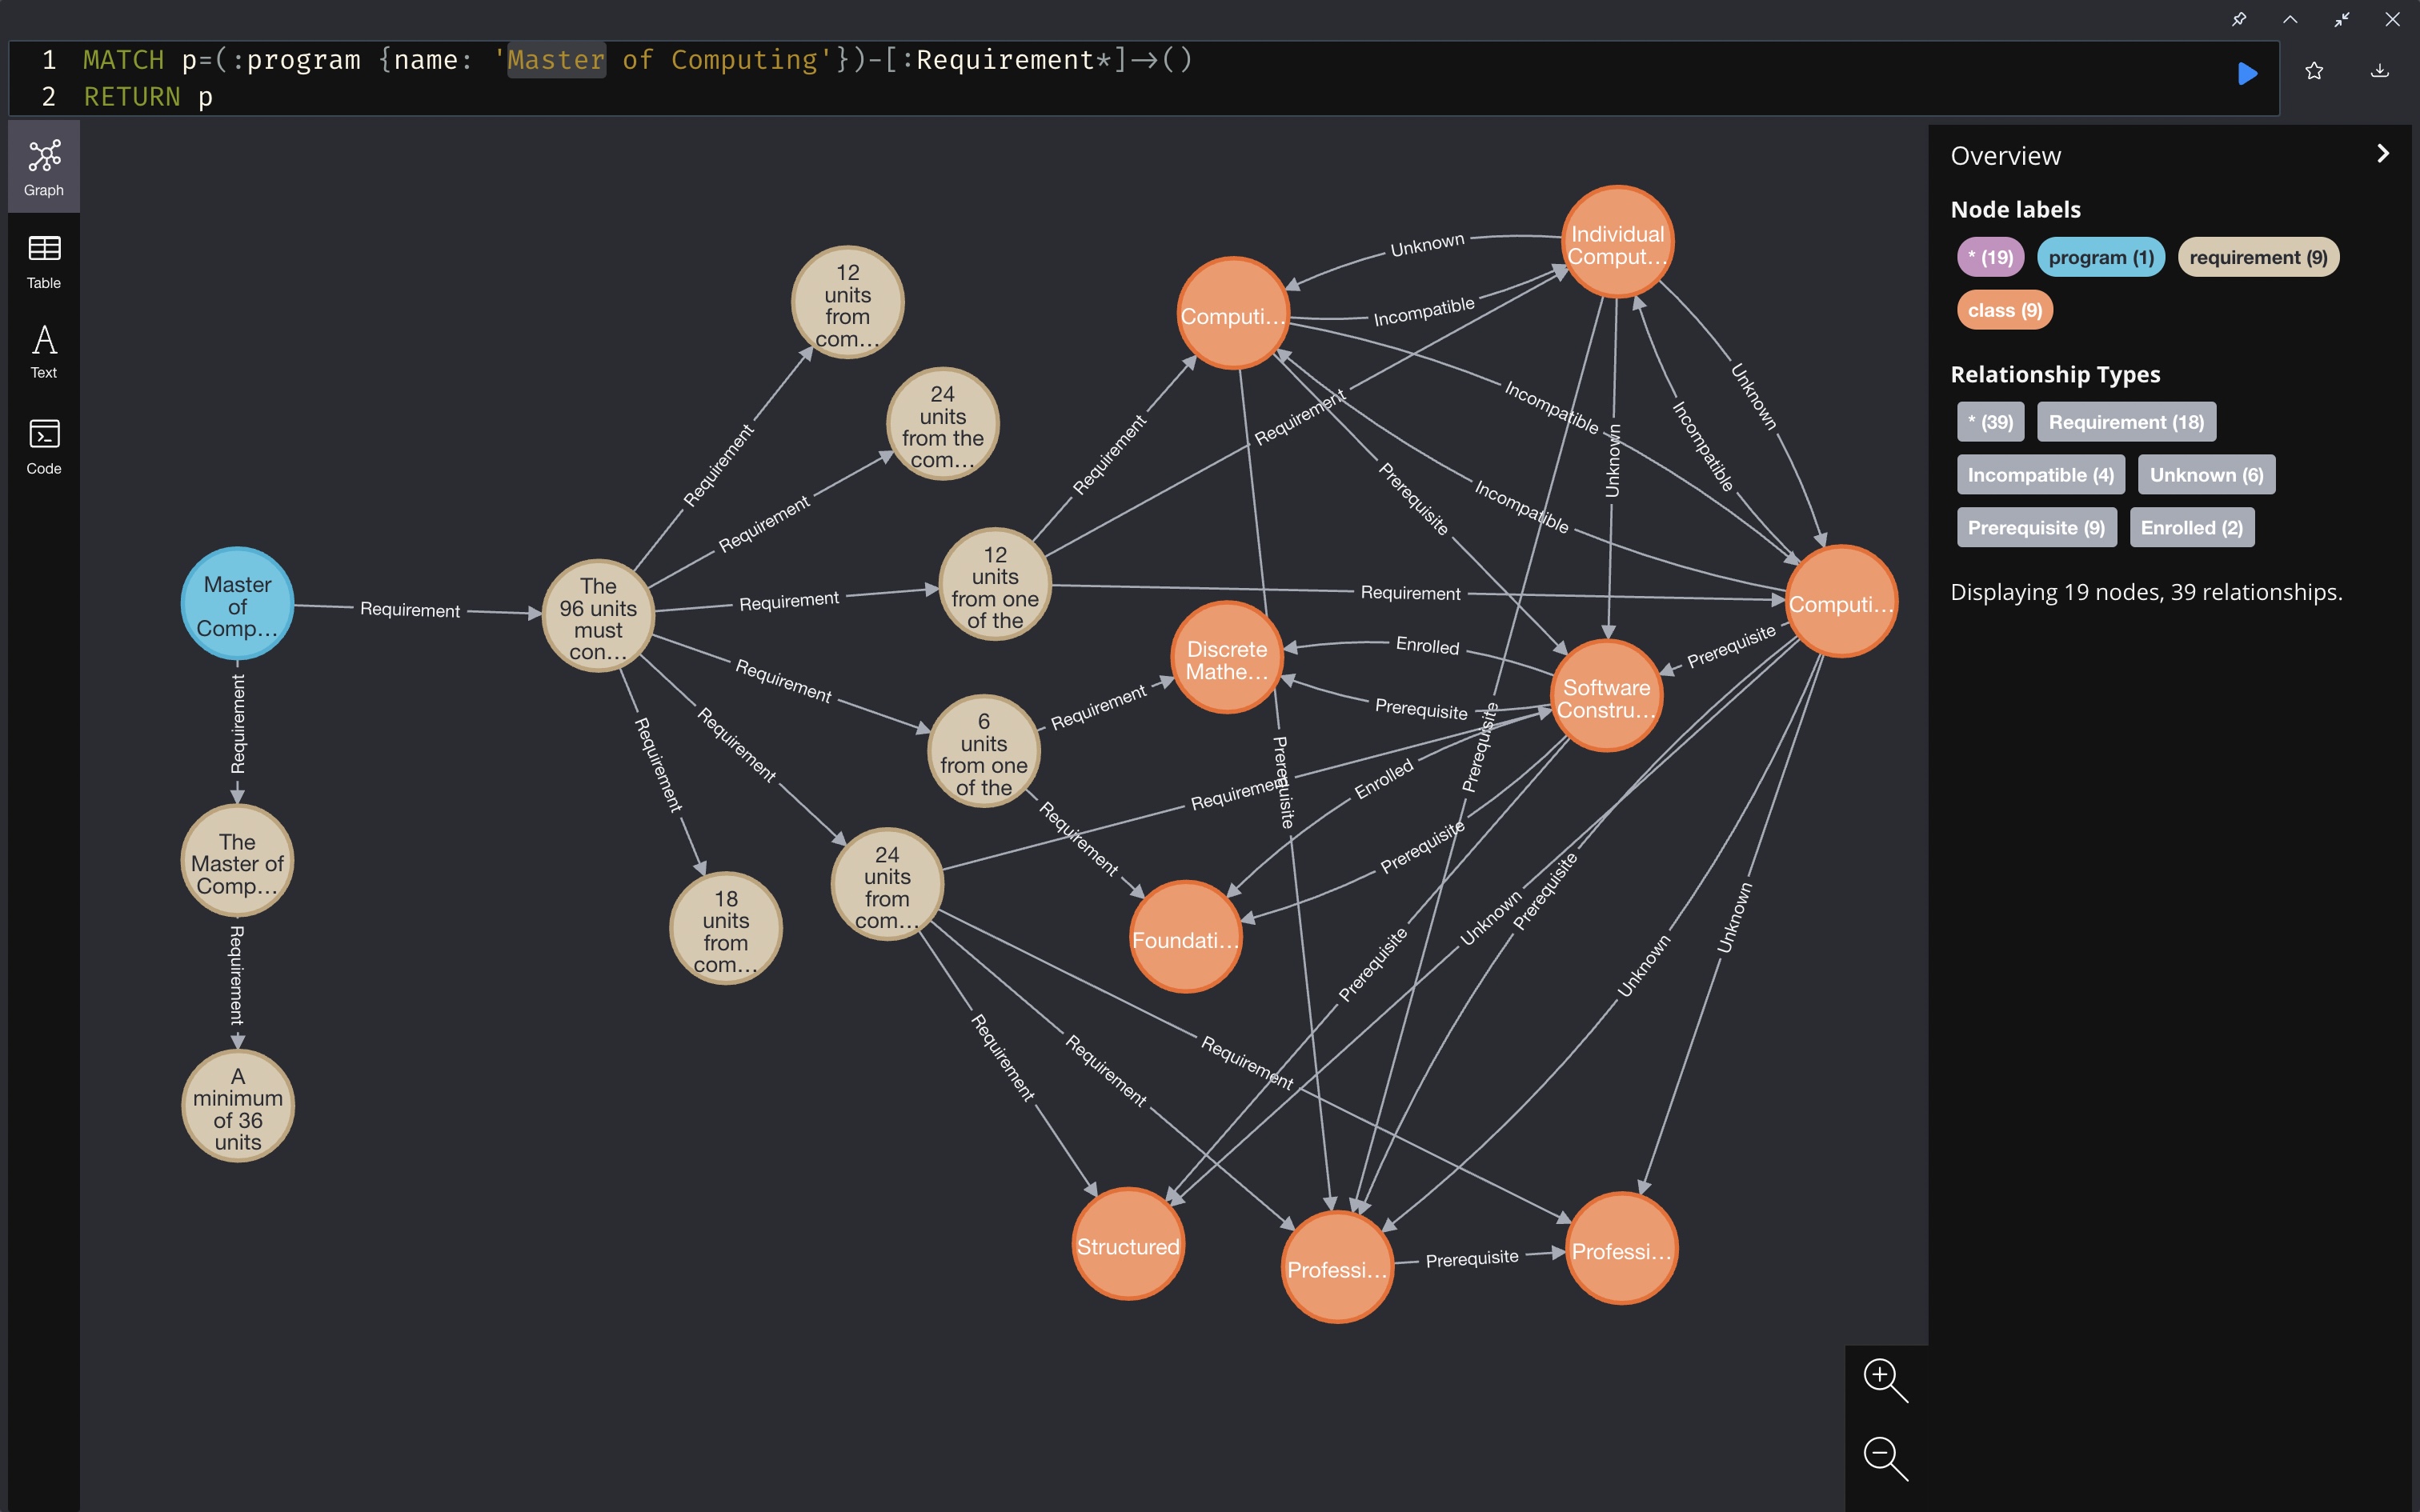 1 MATCH p=(:program {name: 'Master of Computing'})-[:Requirement*]→()
2 RETURN p
Graph
Table
Text
Code
Overview
Node labels
* (19) program (1) requirement (9)
class (9)
Relationship Types
* (39) Requirement (18)
Incompatible (4) Unknown (6)
Prerequisite (9) Enrolled (2)
Displaying 19 nodes, 39 relationships.
Master
of
Comp...
Requirement
Requirement
The
Master of
Comp...
Requirement
A
minimum
of 36
units
The
96 units
must
con...
Requirement
Requirement
Requirement
Requirement
Requirement
Requirement
12
units
from
com...
24
units
from the
com...
12
units
from one
of the
6
units
from one
of the
24
units
from
com...
18
units
from
com...
Requirement
Requirement
Requirement
Requirement
Requirement
Requirement
Requirement
Requirement
Requirement
Computi...
Individual
Comput...
Computi...
Discrete
Mathe...
Software
Constru...
Foundati...
Structured
Professi...
Professi...
Unknown
Incompatible
Incompatible
Incompatible
Incompatible
Unknown
Unknown
Prerequisite
Prerequisite
Enrolled
Prerequisite
Prerequisite
Prerequisite
Enrolled
Prerequisite
Prerequisite
Unknown
Prerequisite
Unknown
Unknown
Prerequisite